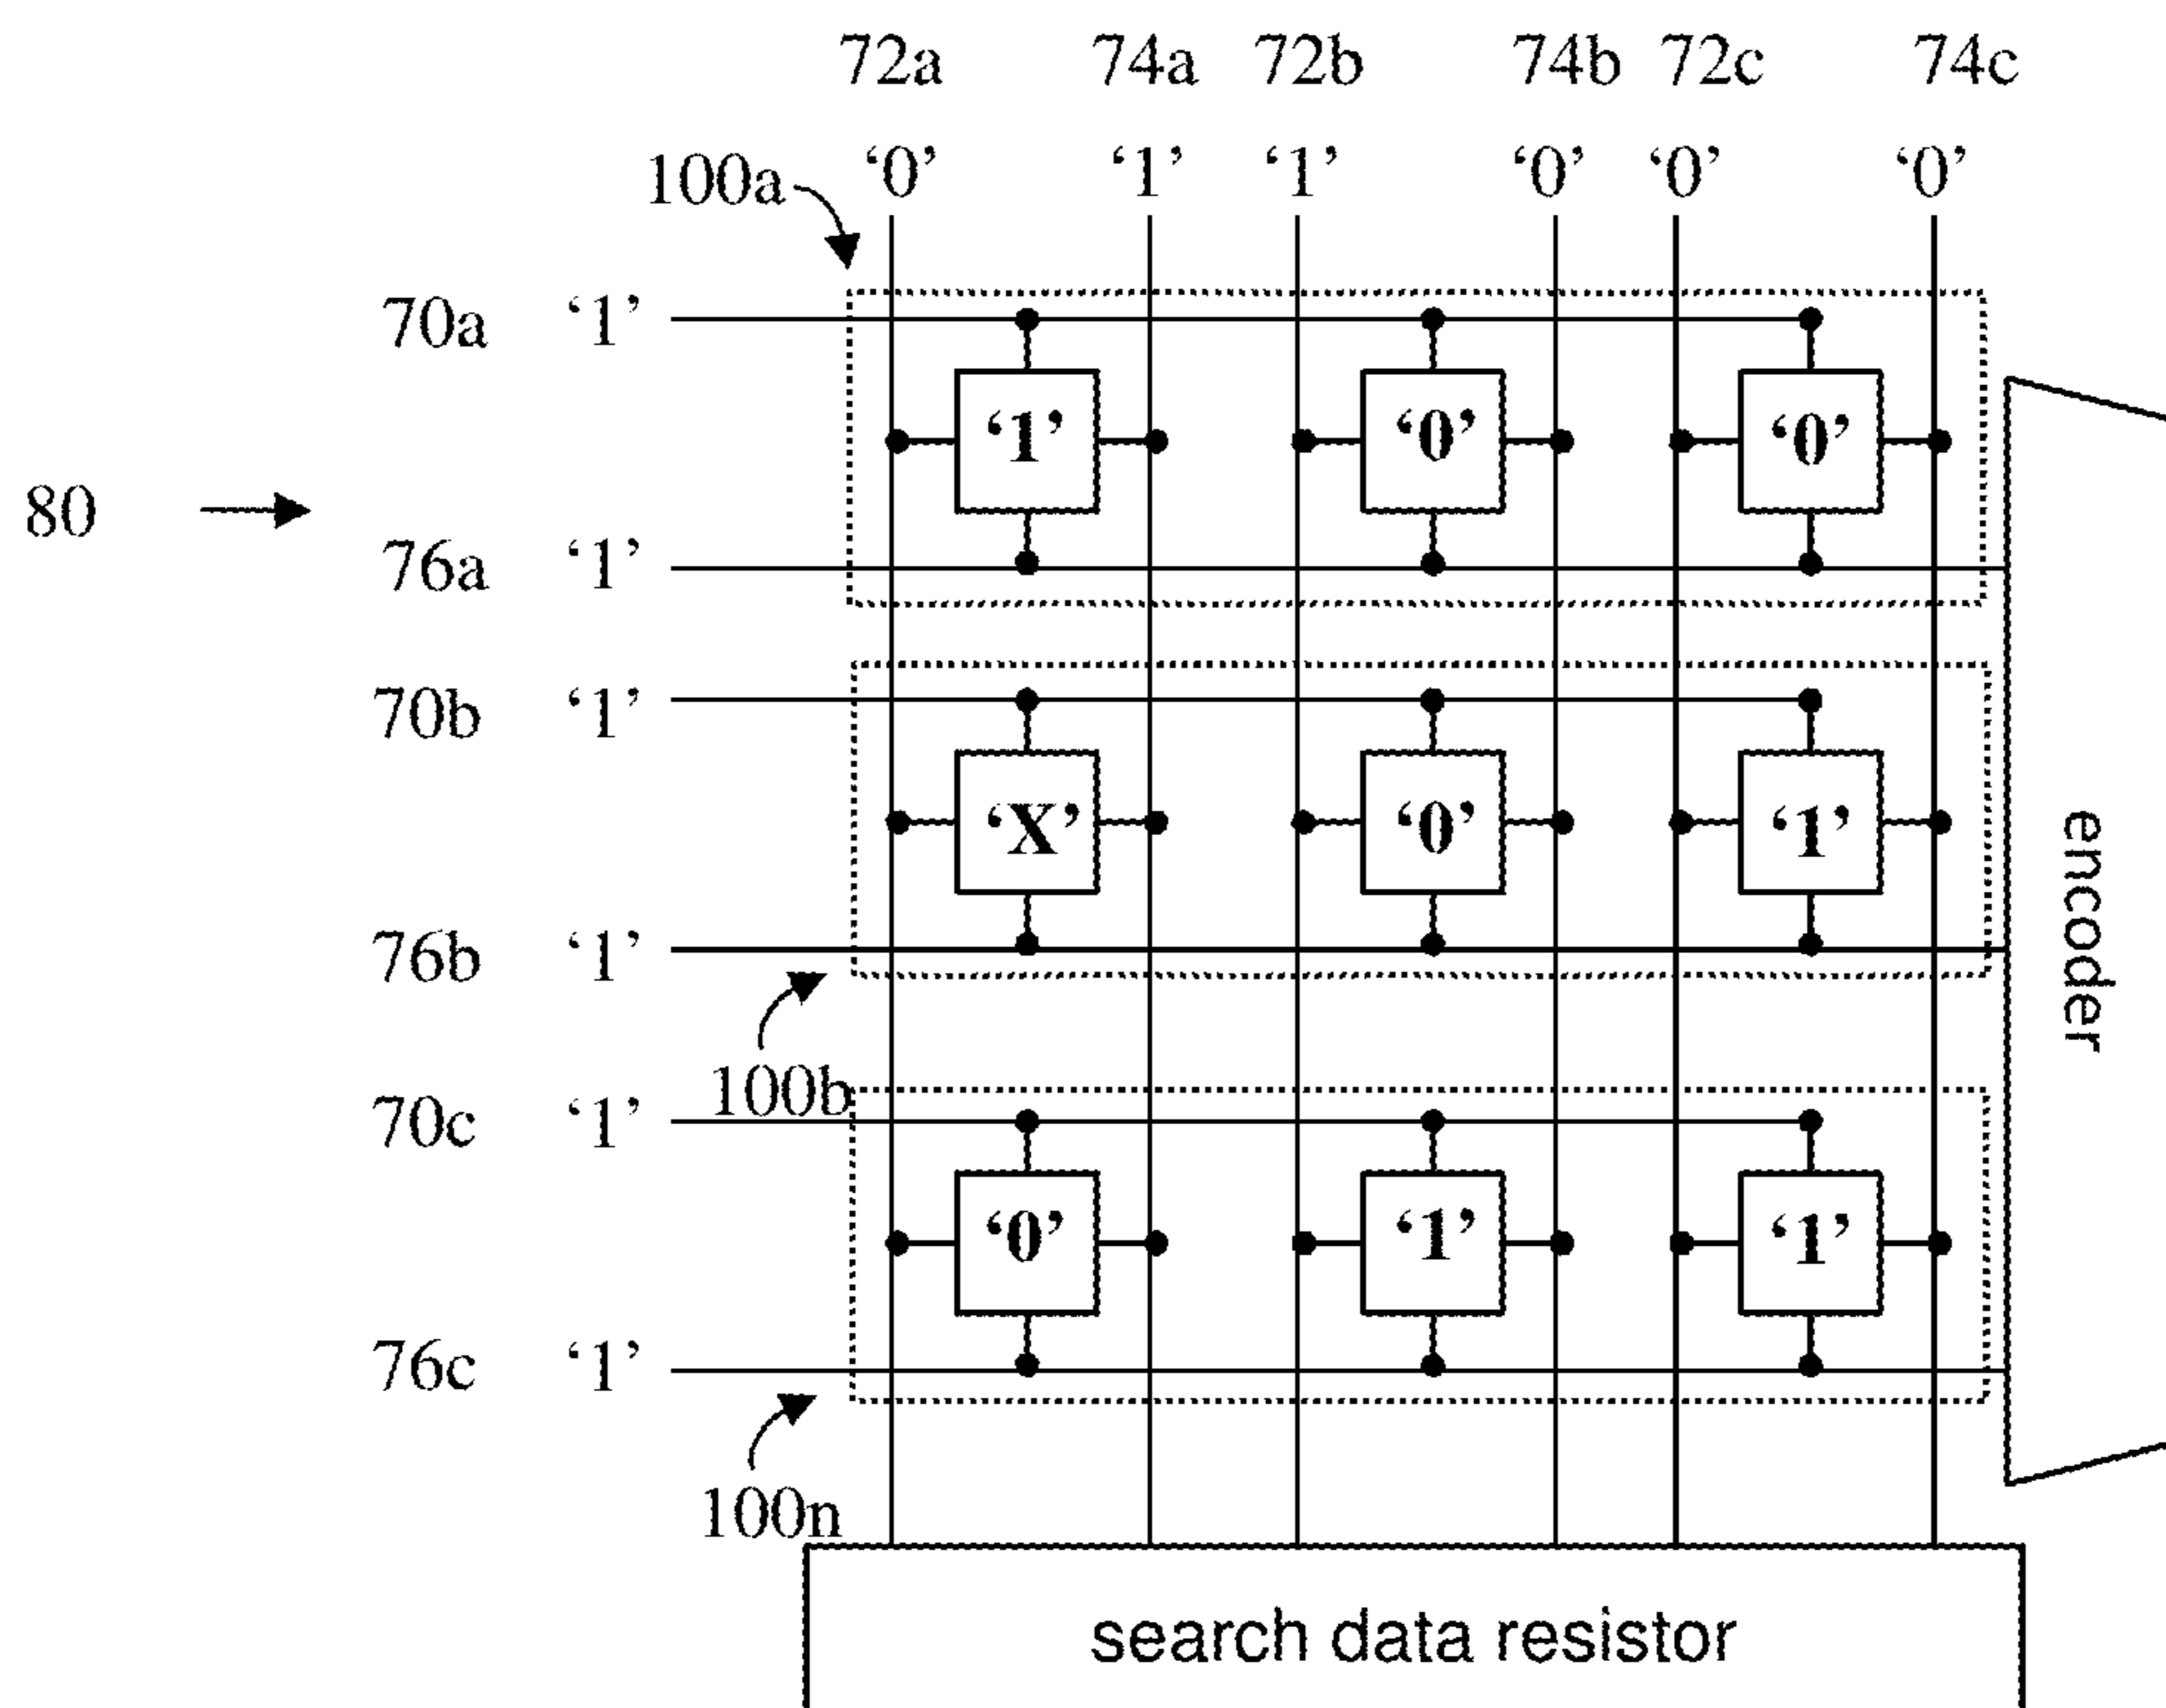 72a 74a 72b 74b 72c 74c
100a ‘0’ ‘1’ ‘1’ ‘0’ ‘0’ ‘0’
70a ‘1’
‘1’ ‘0’ ‘0’
80
76a ‘1’
70b ‘1’
‘X’ ‘0’ ‘1’
encoder
76b ‘1’
100b
70c ‘1’
‘0’ ‘1’ ‘1’
76c ‘1’
100n
search data resistor